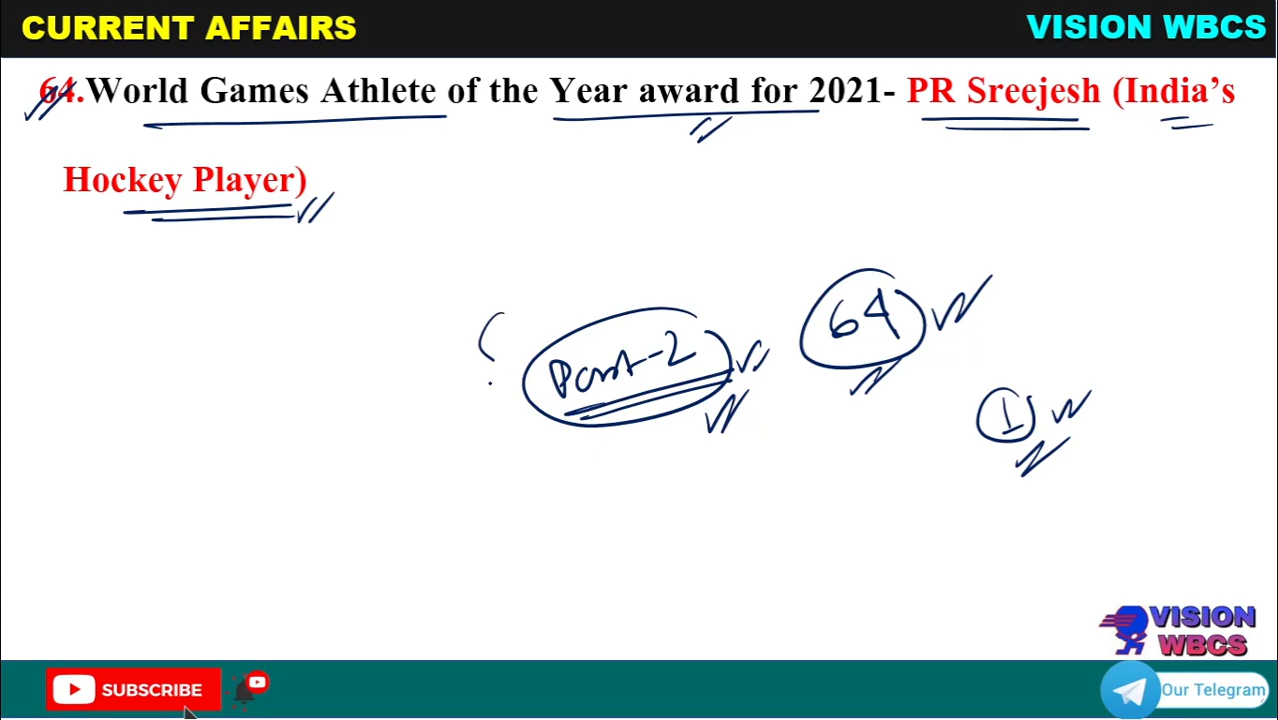 CURRENT AFFAIRS
VISION WBCS
64.World Games Athlete of the Year award for 2021- PR Sreejesh (India’s
Hockey Player)
Part-2
64
1
VISION
WBCS
SUBSCRIBE
Our Telegram